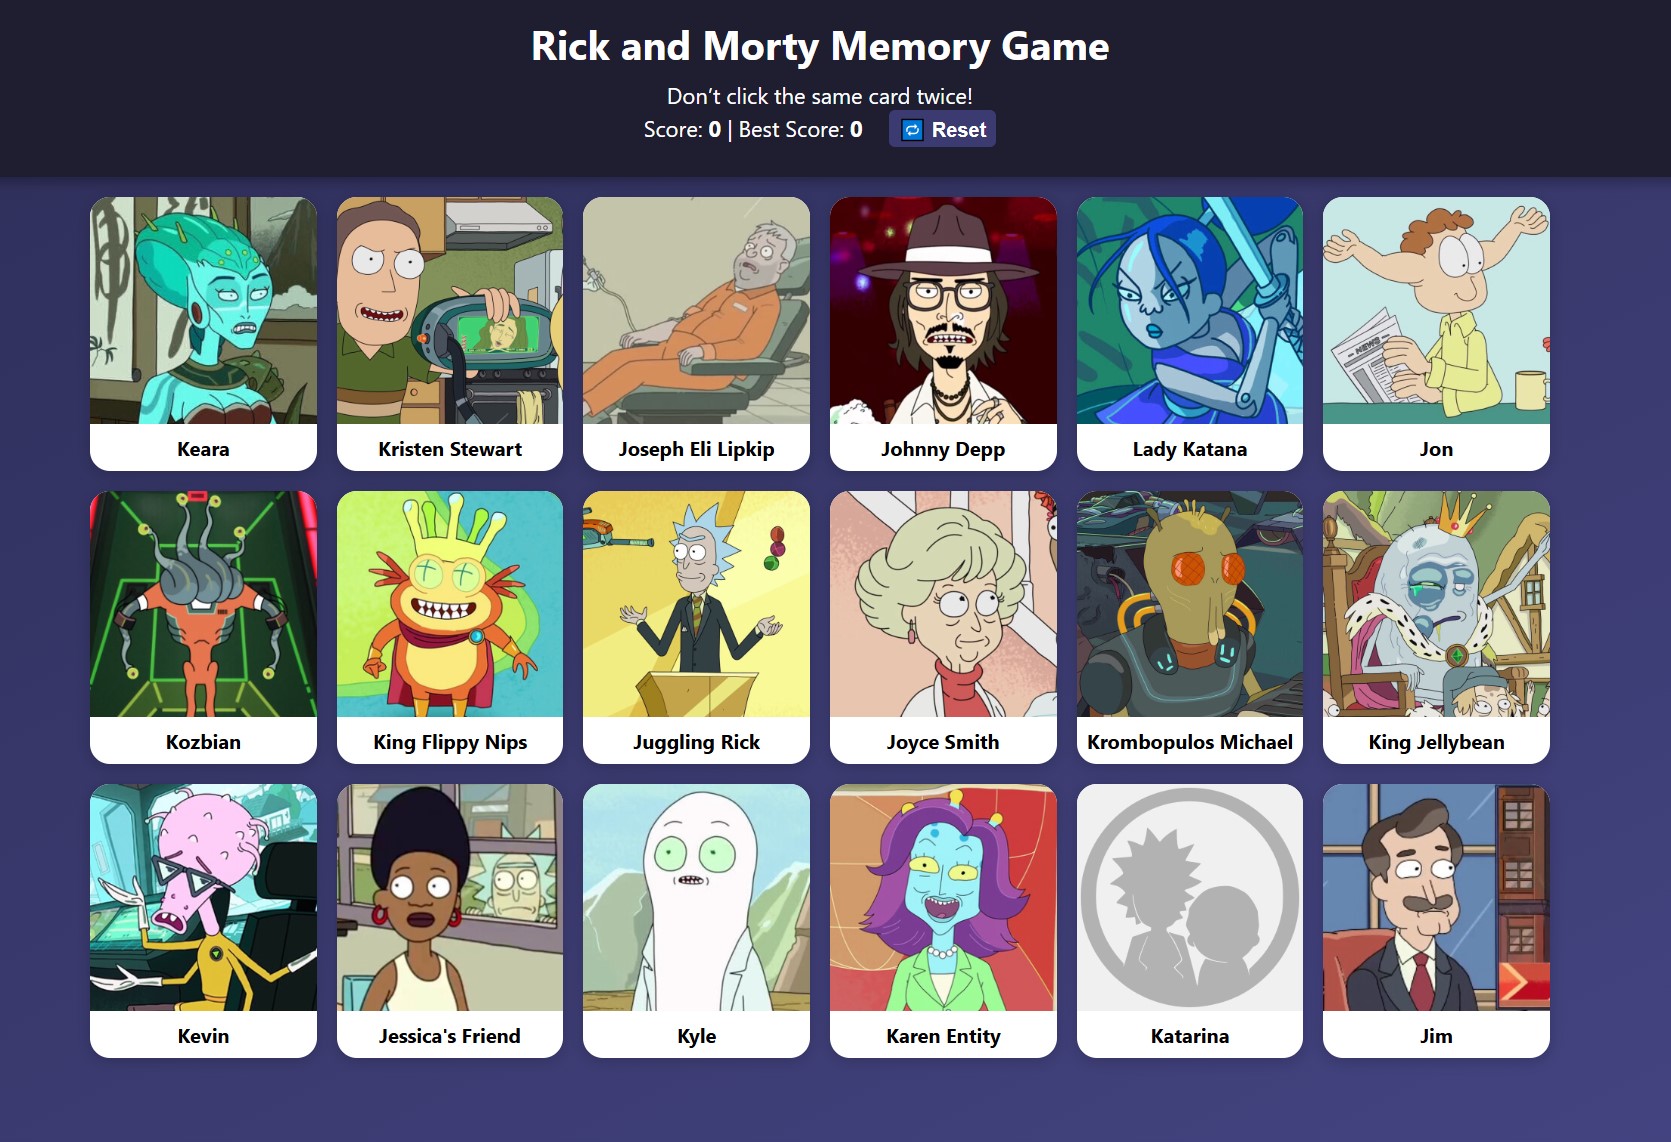 Rick and Morty Memory Game
Don’t click the same card twice!
Score: 0 | Best Score: 0 Reset
Keara
Kristen Stewart
Joseph Eli Lipkip
Johnny Depp
Lady Katana
NEWS
Jon
Kozbian
King Flippy Nips
Juggling Rick
Joyce Smith
Krombopulos Michael
King Jellybean
Kevin
Jessica's Friend
Kyle
Karen Entity
Katarina
Jim